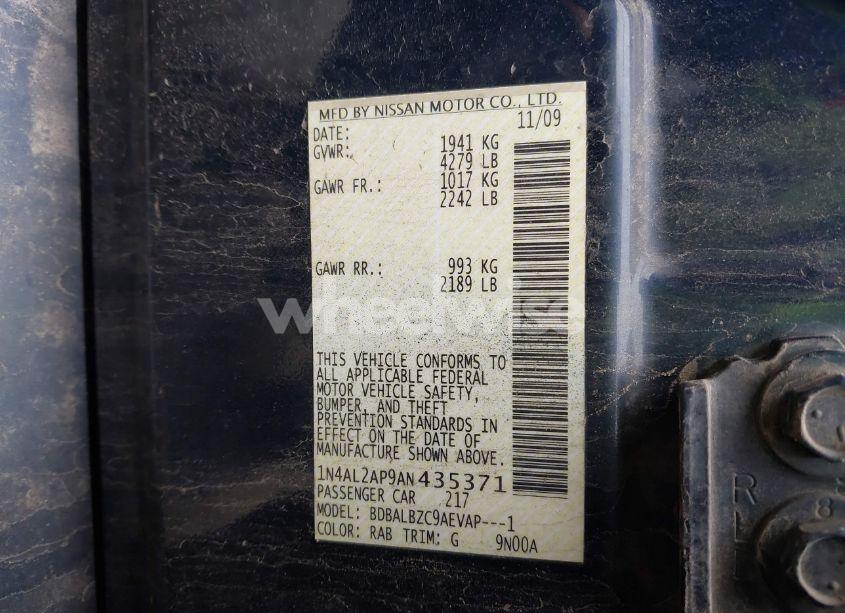 MFD BY NISSAN MOTOR CO., LTD.
DATE: 11/09
GVWR: 1941 KG
4279 LB
GAWR FR.: 1017 KG
2242 LB
GAWR RR.: 993 KG
2189 LB
wheelwise
THIS VEHICLE CONFORMS TO
ALL APPLICABLE FEDERAL
MOTOR VEHICLE SAFETY,
BUMPER, AND THEFT
PREVENTION STANDARDS IN
EFFECT ON THE DATE OF
MANUFACTURE SHOWN ABOVE.
1N4AL2AP9AN435371
PASSENGER CAR 217
MODEL: BDBALBZC9AEVAP---1
COLOR: RAB TRIM: G 9N00A
R
8